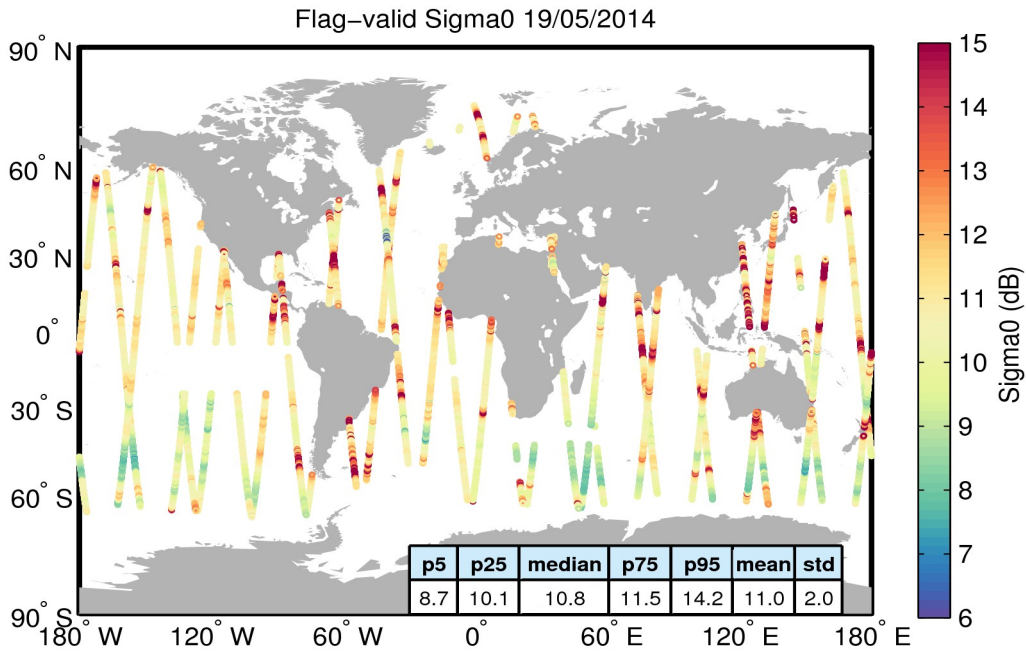 Flag−valid Sigma0 19/05/2014
90° N
60° N
30° N
0°
30° S
60° S
90° S
180° W
120° W
60° W
0°
60° E
120° E
180° E
15
14
13
12
11
10
9
8
7
6
Sigma0 (dB)
p5 p25 median p75 p95 mean std
8.7 10.1 10.8 11.5 14.2 11.0 2.0